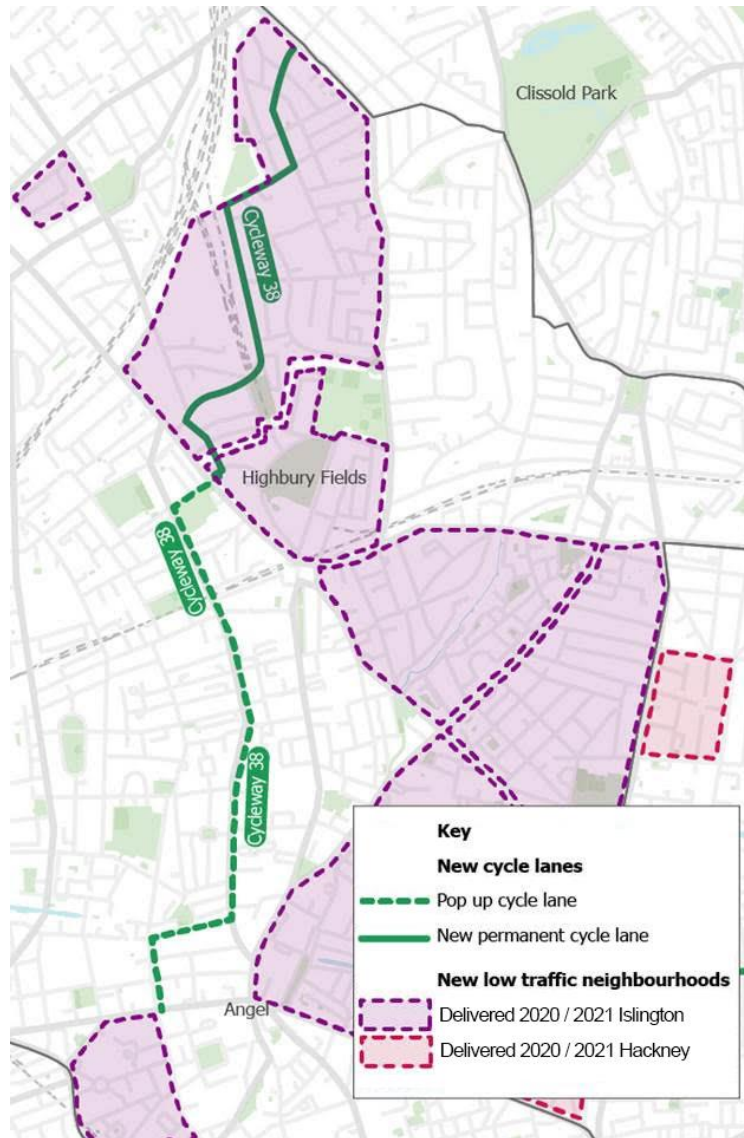 Clissold Park
Cycleway 38
Highbury Fields
Cycleway 38
Cycleway 38
Angel
Key
New cycle lanes
Pop up cycle lane
New permanent cycle lane
New low traffic neighbourhoods
Delivered 2020 / 2021 Islington
Delivered 2020 / 2021 Hackney